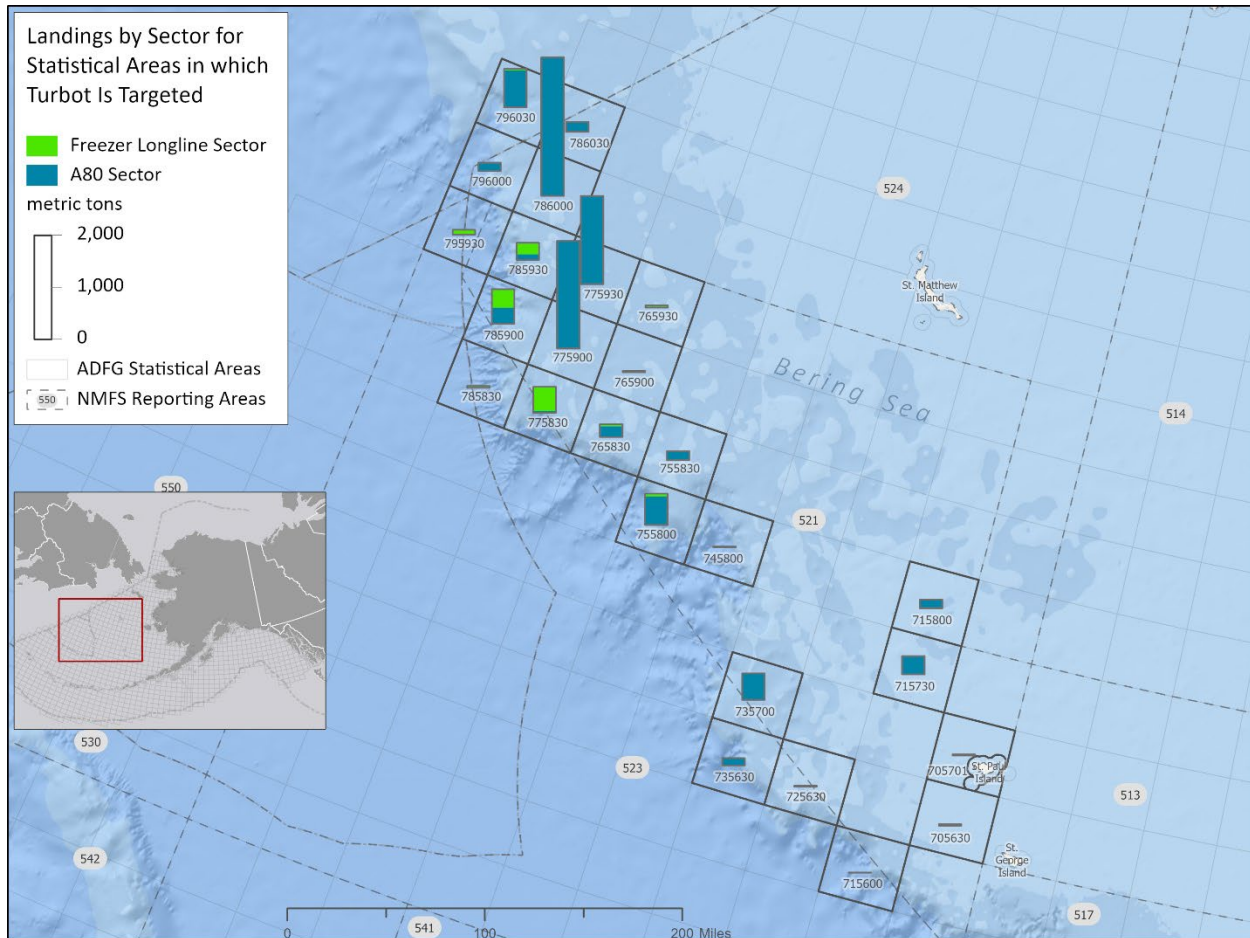 Landings by Sector for
Statistical Areas in which
Turbot Is Targeted
Freezer Longline Sector
A80 Sector
metric tons
2,000
1,000
0
ADFG Statistical Areas
550 NMFS Reporting Areas
796030
786030
796000
786000
795930
785930
775930
765930
785900
775900
765900
785830
775830
765830
755830
755800
745800
715800
715730
735700
735630
725630
705701
705630
715600
524
St. Matthew
Island
Bering Sea
514
550
521
530
523
St. Paul
Island
513
St.
George
Island
542
541
517
0
100
200 Miles